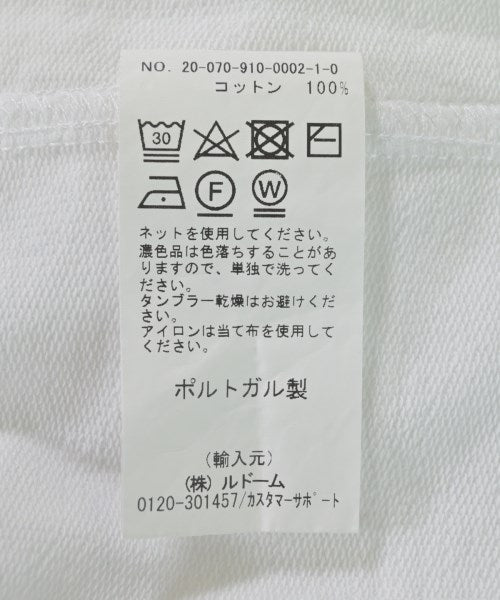 NO. 20-070-910-0002-1-0
コットン 100%
30
F W
ネットを使用してください。
濃色品は色落ちすることがあ
りますので、単独で洗ってく
ださい。
タンブラー乾燥はお避けくだ
さい。
アイロンは当て布を使用して
ください。
ポルトガル製
(輸入元)
(株) ルドーム
0120-301457/カスタマーサポート